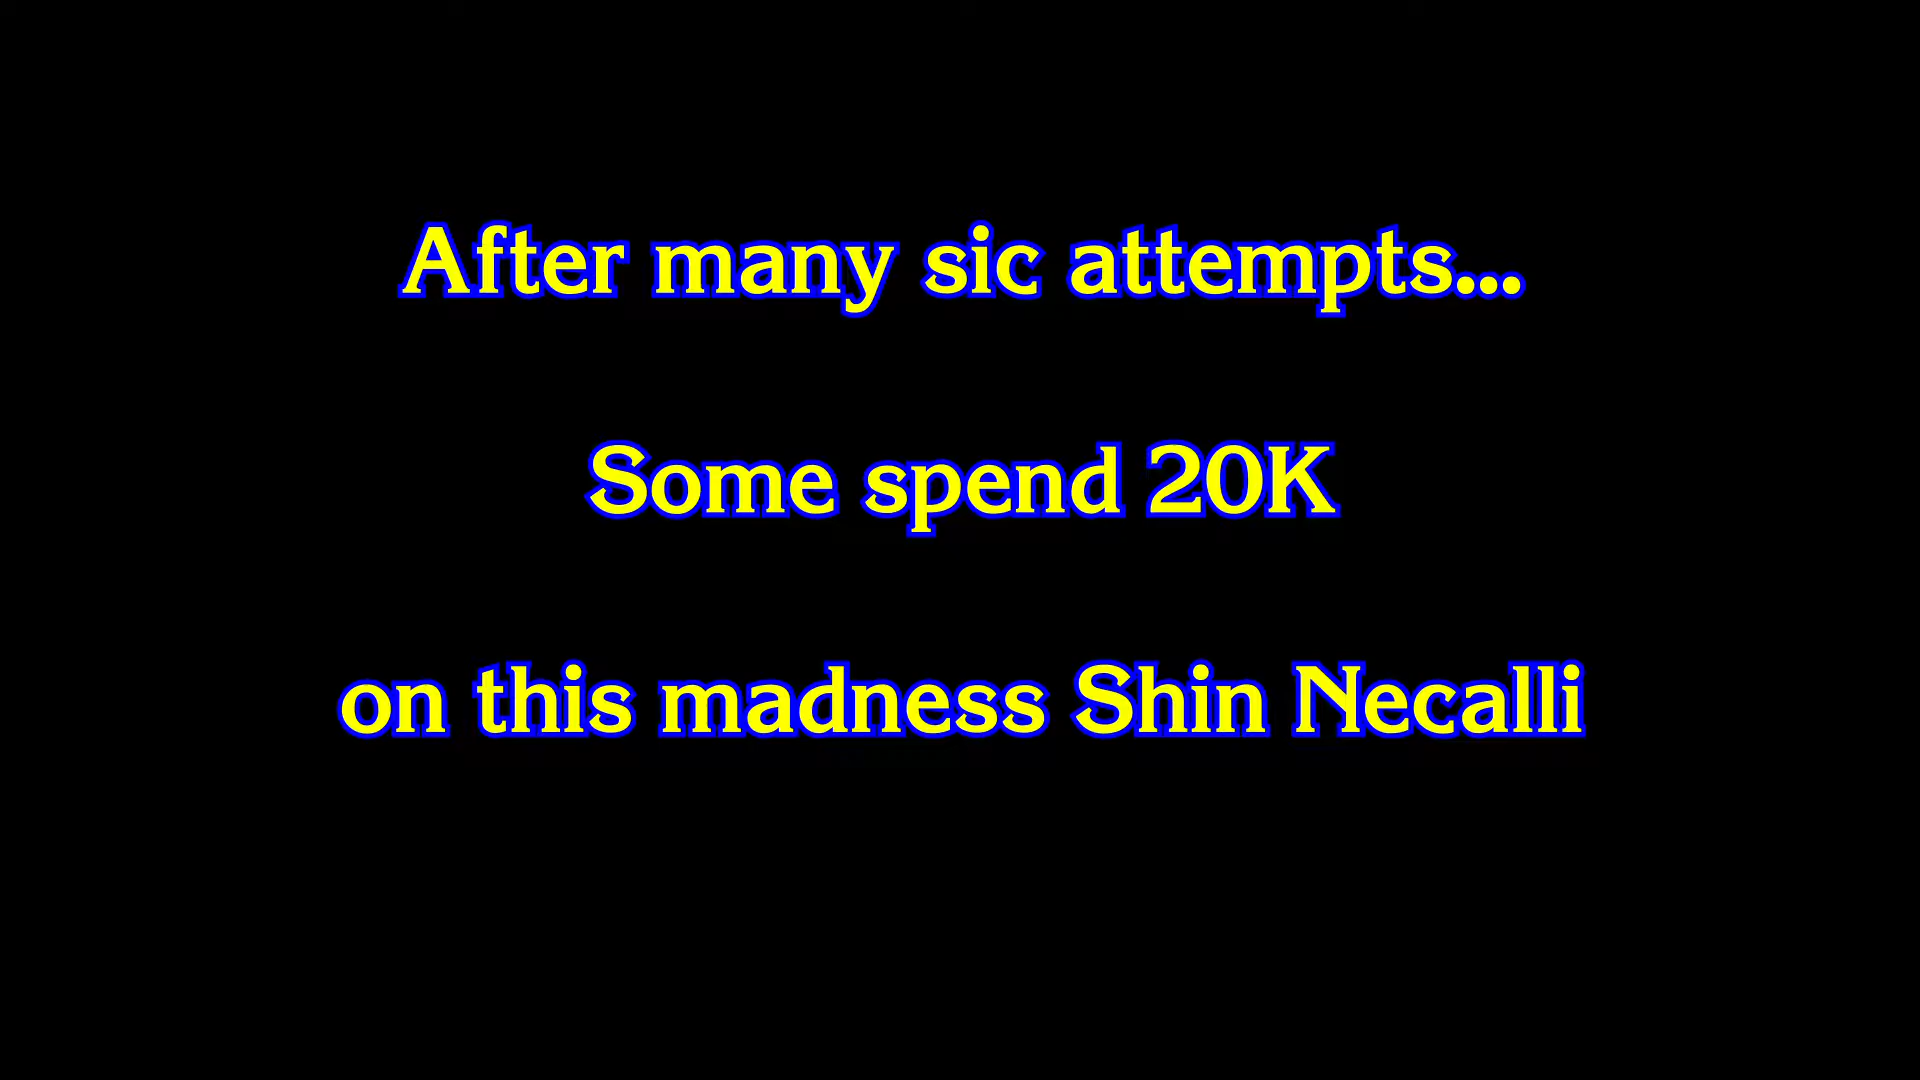 After many sic attempts...
Some spend 20K
on this madness Shin Necalli